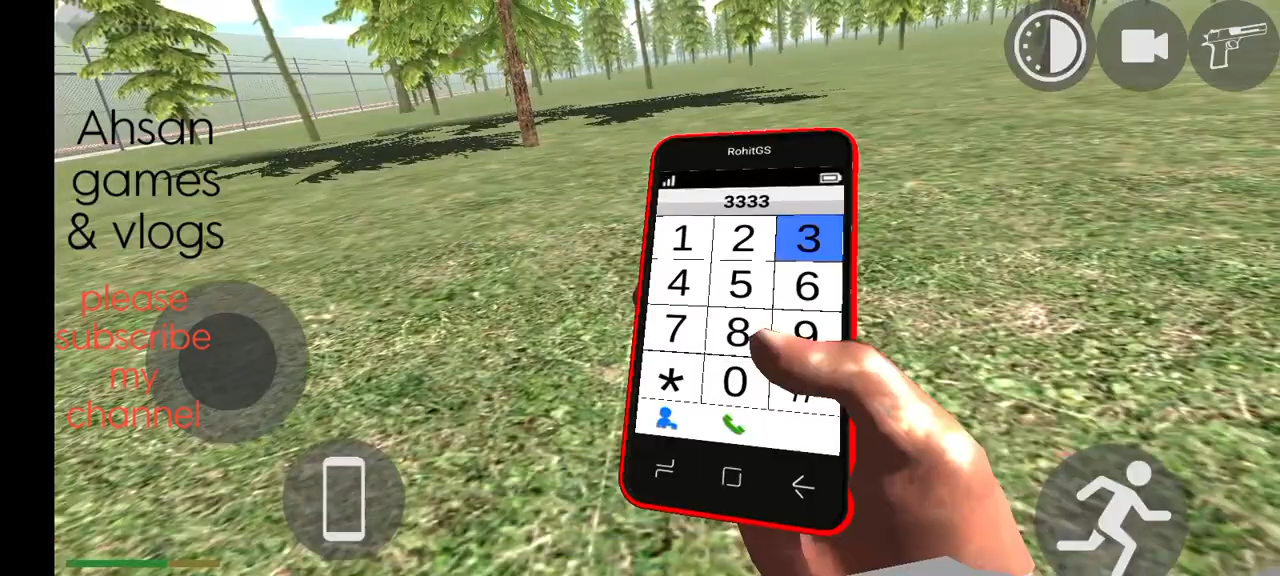 Ahsan
games
& vlogs
please
subscribe
my
channel
RohitGS
3333
1 2 3
4 5 6
7 8 9
* 0 #